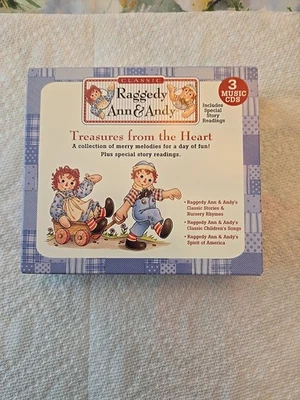 CLASSIC
Raggedy
Ann & Andy
3
MUSIC
CDS
Includes
Special
Story
Readings
Treasures from the Heart
A collection of merry melodies for a day of fun!
Plus special story readings.
• Raggedy Ann & Andy's
Classic Stories &
Nursery Rhymes
• Raggedy Ann & Andy's
Classic Children's Songs
• Raggedy Ann & Andy's
Spirit of America